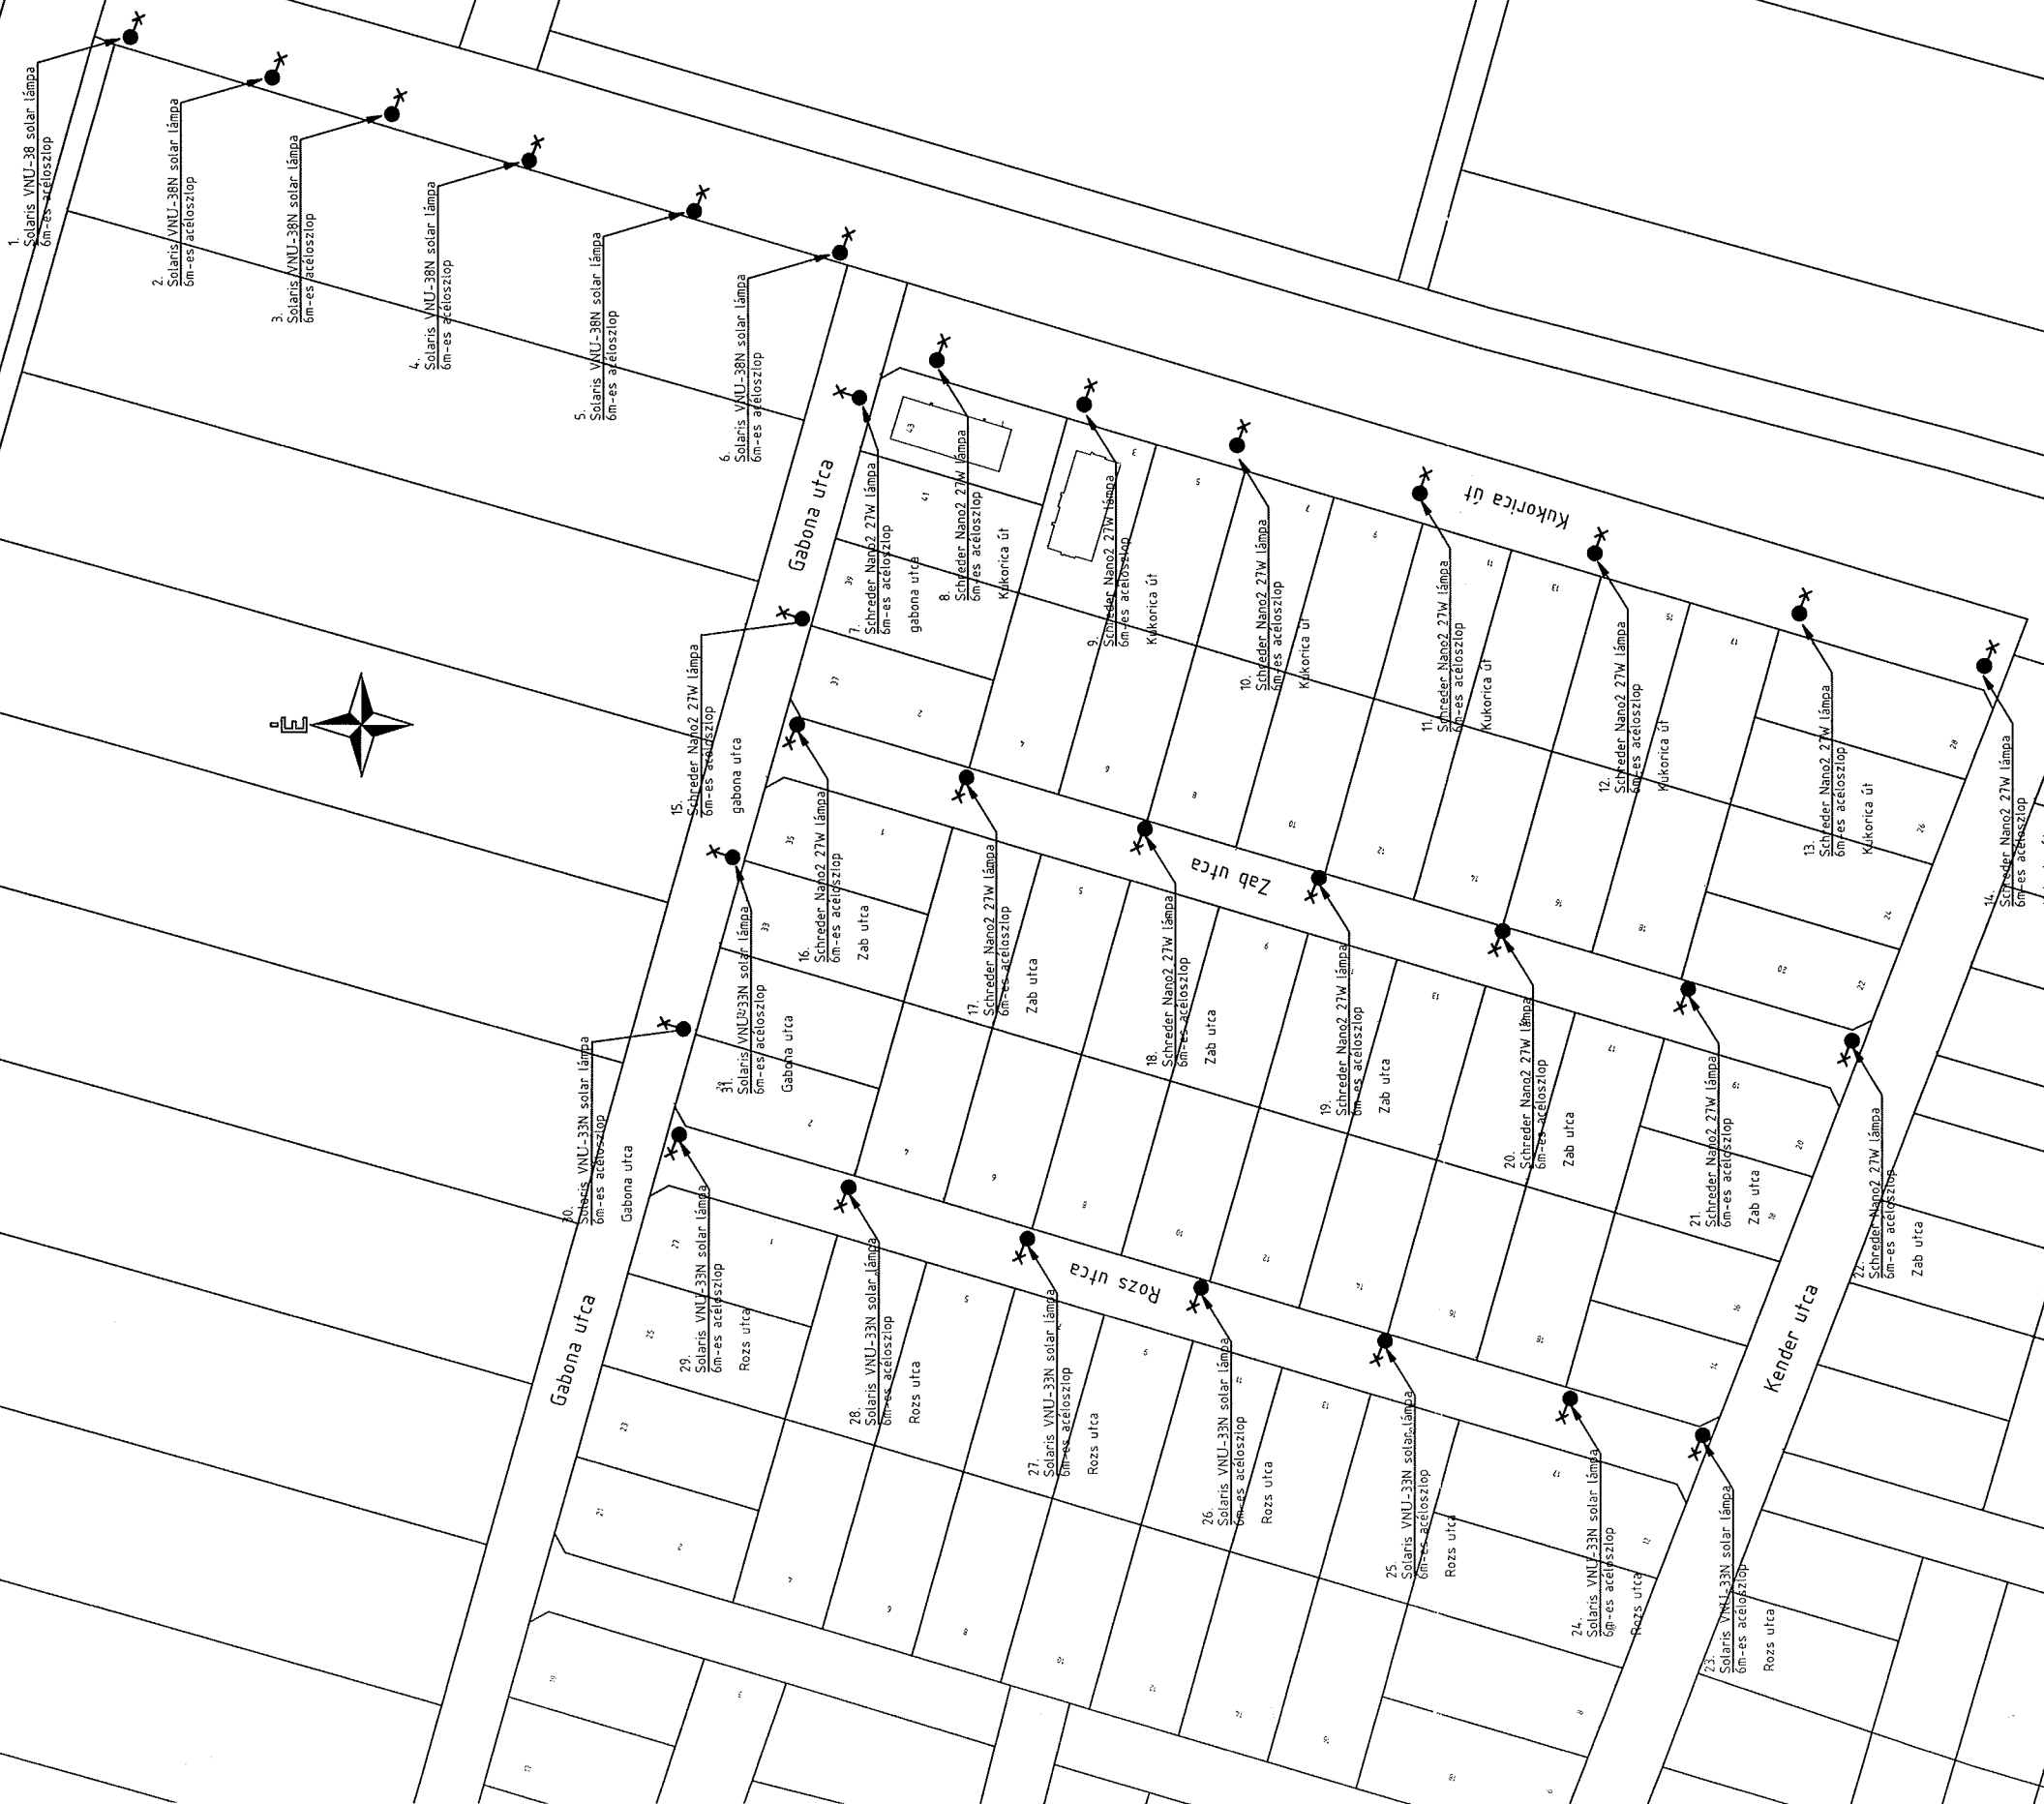 1.
Solaris VNU-38 solar lámpa
6m-es acéloszlop
2.
Solaris VNU-38N solar lámpa
6m-es acéloszlop
3.
Solaris VNU-38N solar lámpa
6m-es acéloszlop
4.
Solaris VNU-38N solar lámpa
6m-es acéloszlop
5.
Solaris VNU-38N solar lámpa
6m-es acéloszlop
6.
Solaris VNU-38N solar lámpa
6m-es acéloszlop
7.
Schreder Nano2 27W lámpa
6m-es acéloszlop
gabona utca
8.
Schreder Nano2 27W lámpa
6m-es acéloszlop
Kukorica út
9.
Schreder Nano2 27W lámpa
6m-es acéloszlop
Kukorica út
10.
Schreder Nano2 27W lámpa
6m-es acéloszlop
Kukorica út
11.
Schreder Nano2 27W lámpa
6m-es acéloszlop
Kukorica út
12.
Schreder Nano2 27W lámpa
6m-es acéloszlop
Kukorica út
13.
Schreder Nano2 27W lámpa
6m-es acéloszlop
Kukorica út
14.
Schreder Nano2 27W lámpa
6m-es acéloszlop
15.
Schreder Nano2 27W lámpa
6m-es acéloszlop
gabona utca
16.
Schreder Nano2 27W lámpa
6m-es acéloszlop
Zab utca
17.
Schreder Nano2 27W lámpa
6m-es acéloszlop
Zab utca
18.
Schreder Nano2 27W lámpa
6m-es acéloszlop
Zab utca
19.
Schreder Nano2 27W lámpa
6m-es acéloszlop
Zab utca
20.
Schreder Nano2 27W lámpa
6m-es acéloszlop
Zab utca
21.
Schreder Nano2 27W lámpa
6m-es acéloszlop
Zab utca
22.
Schreder Nano2 27W lámpa
6m-es acéloszlop
Zab utca
23.
Solaris VNU-33N solar lámpa
6m-es acéloszlop
Rozs utca
24.
Solaris VNU-33N solar lámpa
6m-es acéloszlop
Rozs utca
25.
Solaris VNU-33N solar lámpa
6m-es acéloszlop
Rozs utca
26.
Solaris VNU-33N solar lámpa
6m-es acéloszlop
Rozs utca
27.
Solaris VNU-33N solar lámpa
6m-es acéloszlop
Rozs utca
28.
Solaris VNU-33N solar lámpa
6m-es acéloszlop
Rozs utca
29.
Solaris VNU-33N solar lámpa
6m-es acéloszlop
Rozs utca
30.
Solaris VNU-33N solar lámpa
6m-es acéloszlop
Gabona utca
31.
Solaris VNU-33N solar lámpa
6m-es acéloszlop
Gabona utca
É
Gabona utca
Kukorica út
Zab utca
Rozs utca
Gabona utca
Kender utca
43
41
39
37
35
33
27
25
23
21